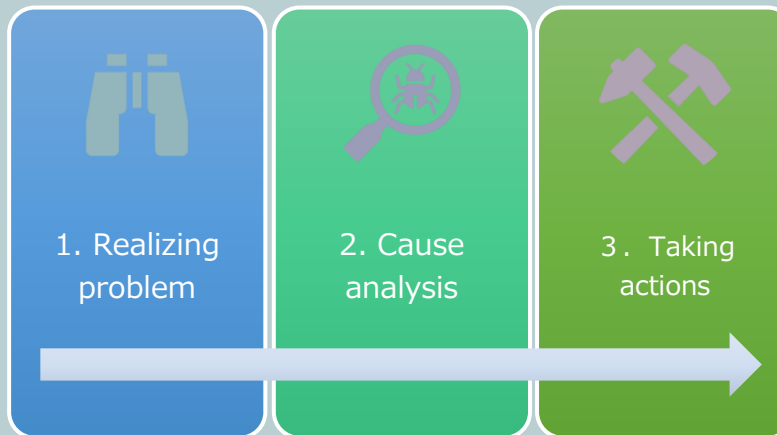 1. Realizing
problem
2. Cause
analysis
3． Taking
actions